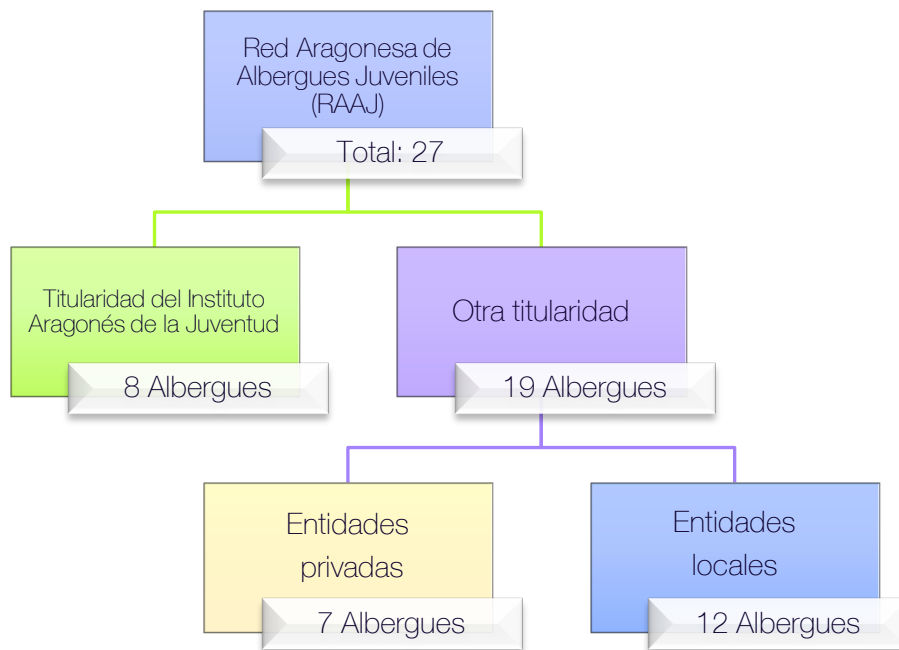 Red Aragonesa de
Albergues Juveniles
(RAAJ)
Total: 27
Titularidad del Instituto
Aragonés de la Juventud
8 Albergues
Otra titularidad
19 Albergues
Entidades
privadas
7 Albergues
Entidades
locales
12 Albergues